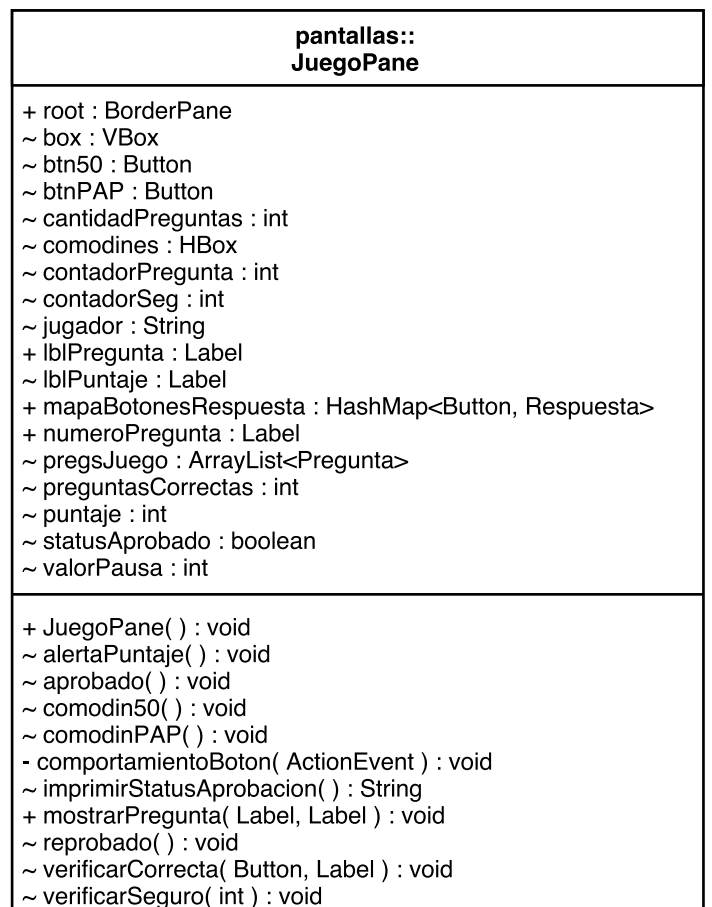 pantallas::
JuegoPane
+ root : BorderPane
~ box : VBox
~ btn50 : Button
~ btnPAP : Button
~ cantidadPreguntas : int
~ comodines : HBox
~ contadorPregunta : int
~ contadorSeg : int
~ jugador : String
+ lblPregunta : Label
~ lblPuntaje : Label
+ mapaBotonesRespuesta : HashMap<Button, Respuesta>
+ numeroPregunta : Label
~ pregsJuego : ArrayList<Pregunta>
~ preguntasCorrectas : int
~ puntaje : int
~ statusAprobado : boolean
~ valorPausa : int
+ JuegoPane( ) : void
~ alertaPuntaje( ) : void
~ aprobado( ) : void
~ comodin50( ) : void
~ comodinPAP( ) : void
- comportamientoBoton( ActionEvent ) : void
~ imprimirStatusAprobacion( ) : String
+ mostrarPregunta( Label, Label ) : void
~ reprobado( ) : void
~ verificarCorrecta( Button, Label ) : void
~ verificarSeguro( int ) : void